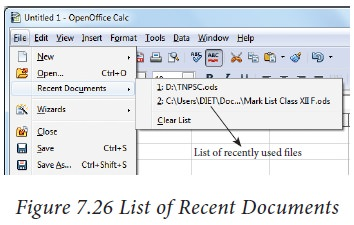 Untitled 1 - OpenOffice Calc
File Edit View Insert Format Tools Data Window Help
New
Open... Ctrl+O
Recent Documents
1: D:\TNPSC.ods
2: C:\Users\DIET\Doc...\Mark List Class XII F.ods
Clear List
Wizards
Close
Save Ctrl+S
Save As... Ctrl+Shift+S
List of recently used files
Figure 7.26 List of Recent Documents